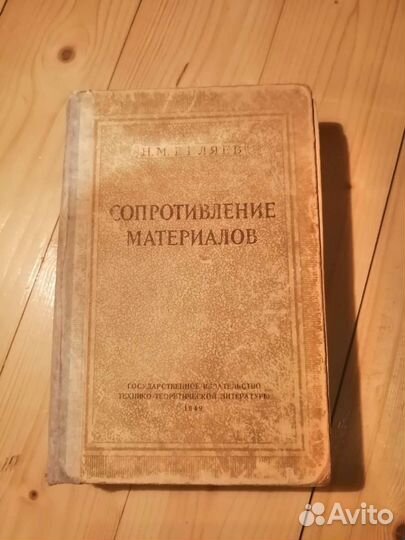 Н. М. БЕЛЯЕВ
СОПРОТИВЛЕНИЕ
МАТЕРИАЛОВ
ГОСУДАРСТВЕННОЕ ИЗДАТЕЛЬСТВО
ТЕХНИКО-ТЕОРЕТИЧЕСКОЙ ЛИТЕРАТУРЫ
1949
Avito